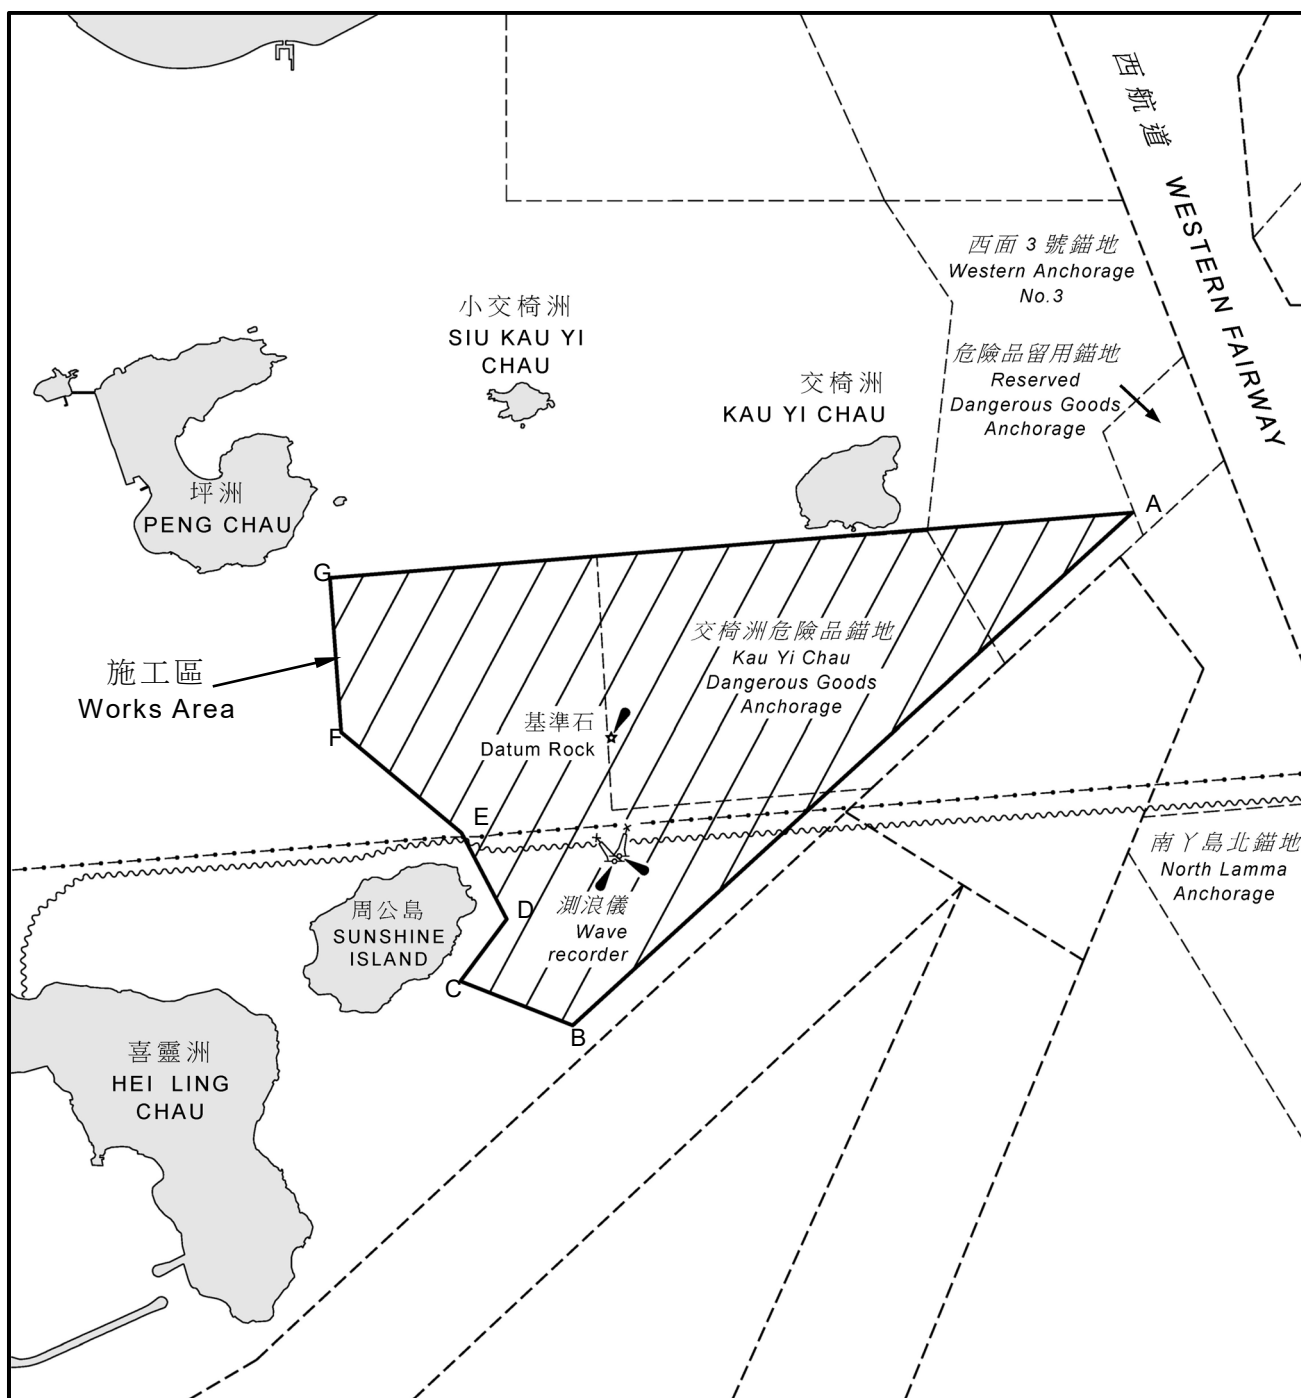 西航道 WESTERN FAIRWAY
西面 3 號錨地
Western Anchorage
No.3
小交椅洲
SIU KAU YI
CHAU
危險品留用錨地
Reserved
Dangerous Goods
Anchorage
交椅洲
KAU YI CHAU
坪洲
PENG CHAU
A
G
交椅洲危險品錨地
Kau Yi Chau
Dangerous Goods
Anchorage
施工區
Works Area
基準石
Datum Rock
F
E
南丫島北錨地
North Lamma
Anchorage
周公島
SUNSHINE
ISLAND
D
測浪儀
Wave
recorder
C
B
喜靈洲
HEI LING
CHAU